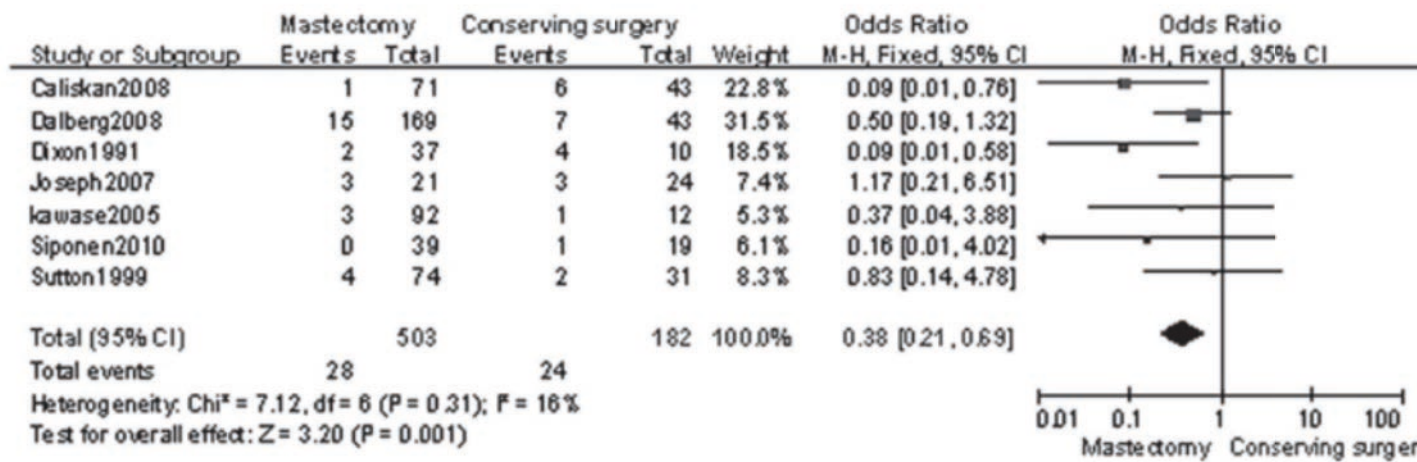 Mastectomy Conserving surgery Odds Ratio Odds Ratio
Study or Subgroup Events Total Events Total Weight M-H, Fixed, 95% CI M-H, Fixed, 95% CI
Caliskan2008 1 71 6 43 22.8% 0.09 [0.01, 0.76]
Dalberg2008 15 169 7 43 31.5% 0.50 [0.19, 1.32]
Dixon1991 2 37 4 10 18.5% 0.09 [0.01, 0.58]
Joseph2007 3 21 3 24 7.4% 1.17 [0.21, 6.51]
kawase2005 3 92 1 12 5.3% 0.37 [0.04, 3.88]
Siponen2010 0 39 1 19 6.1% 0.16 [0.01, 4.02]
Sutton1999 4 74 2 31 8.3% 0.83 [0.14, 4.78]
Total (95% CI) 503 182 100.0% 0.38 [0.21, 0.69]
Total events 28 24
Heterogeneity: Chi² = 7.12, df = 6 (P = 0.31); I² = 16%
Test for overall effect: Z = 3.20 (P = 0.001)
0.01 0.1 1 10 100
Mastectomy Conserving surger